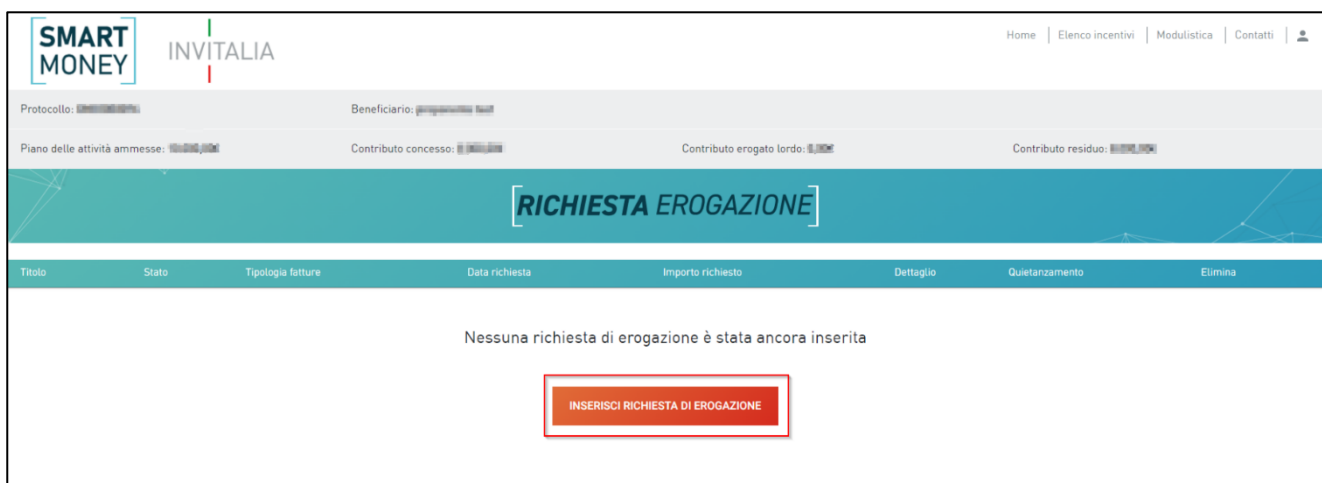 SMART
MONEY
INVITALIA
Home | Elenco incentivi | Modulistica | Contatti
Protocollo:
Beneficiario:
Piano delle attività ammesse:
Contributo concesso:
Contributo erogato lordo:
Contributo residuo:
RICHIESTA EROGAZIONE
Titolo Stato Tipologia fatture Data richiesta Importo richiesto Dettaglio Quietanzamento Elimina
Nessuna richiesta di erogazione è stata ancora inserita
INSERISCI RICHIESTA DI EROGAZIONE